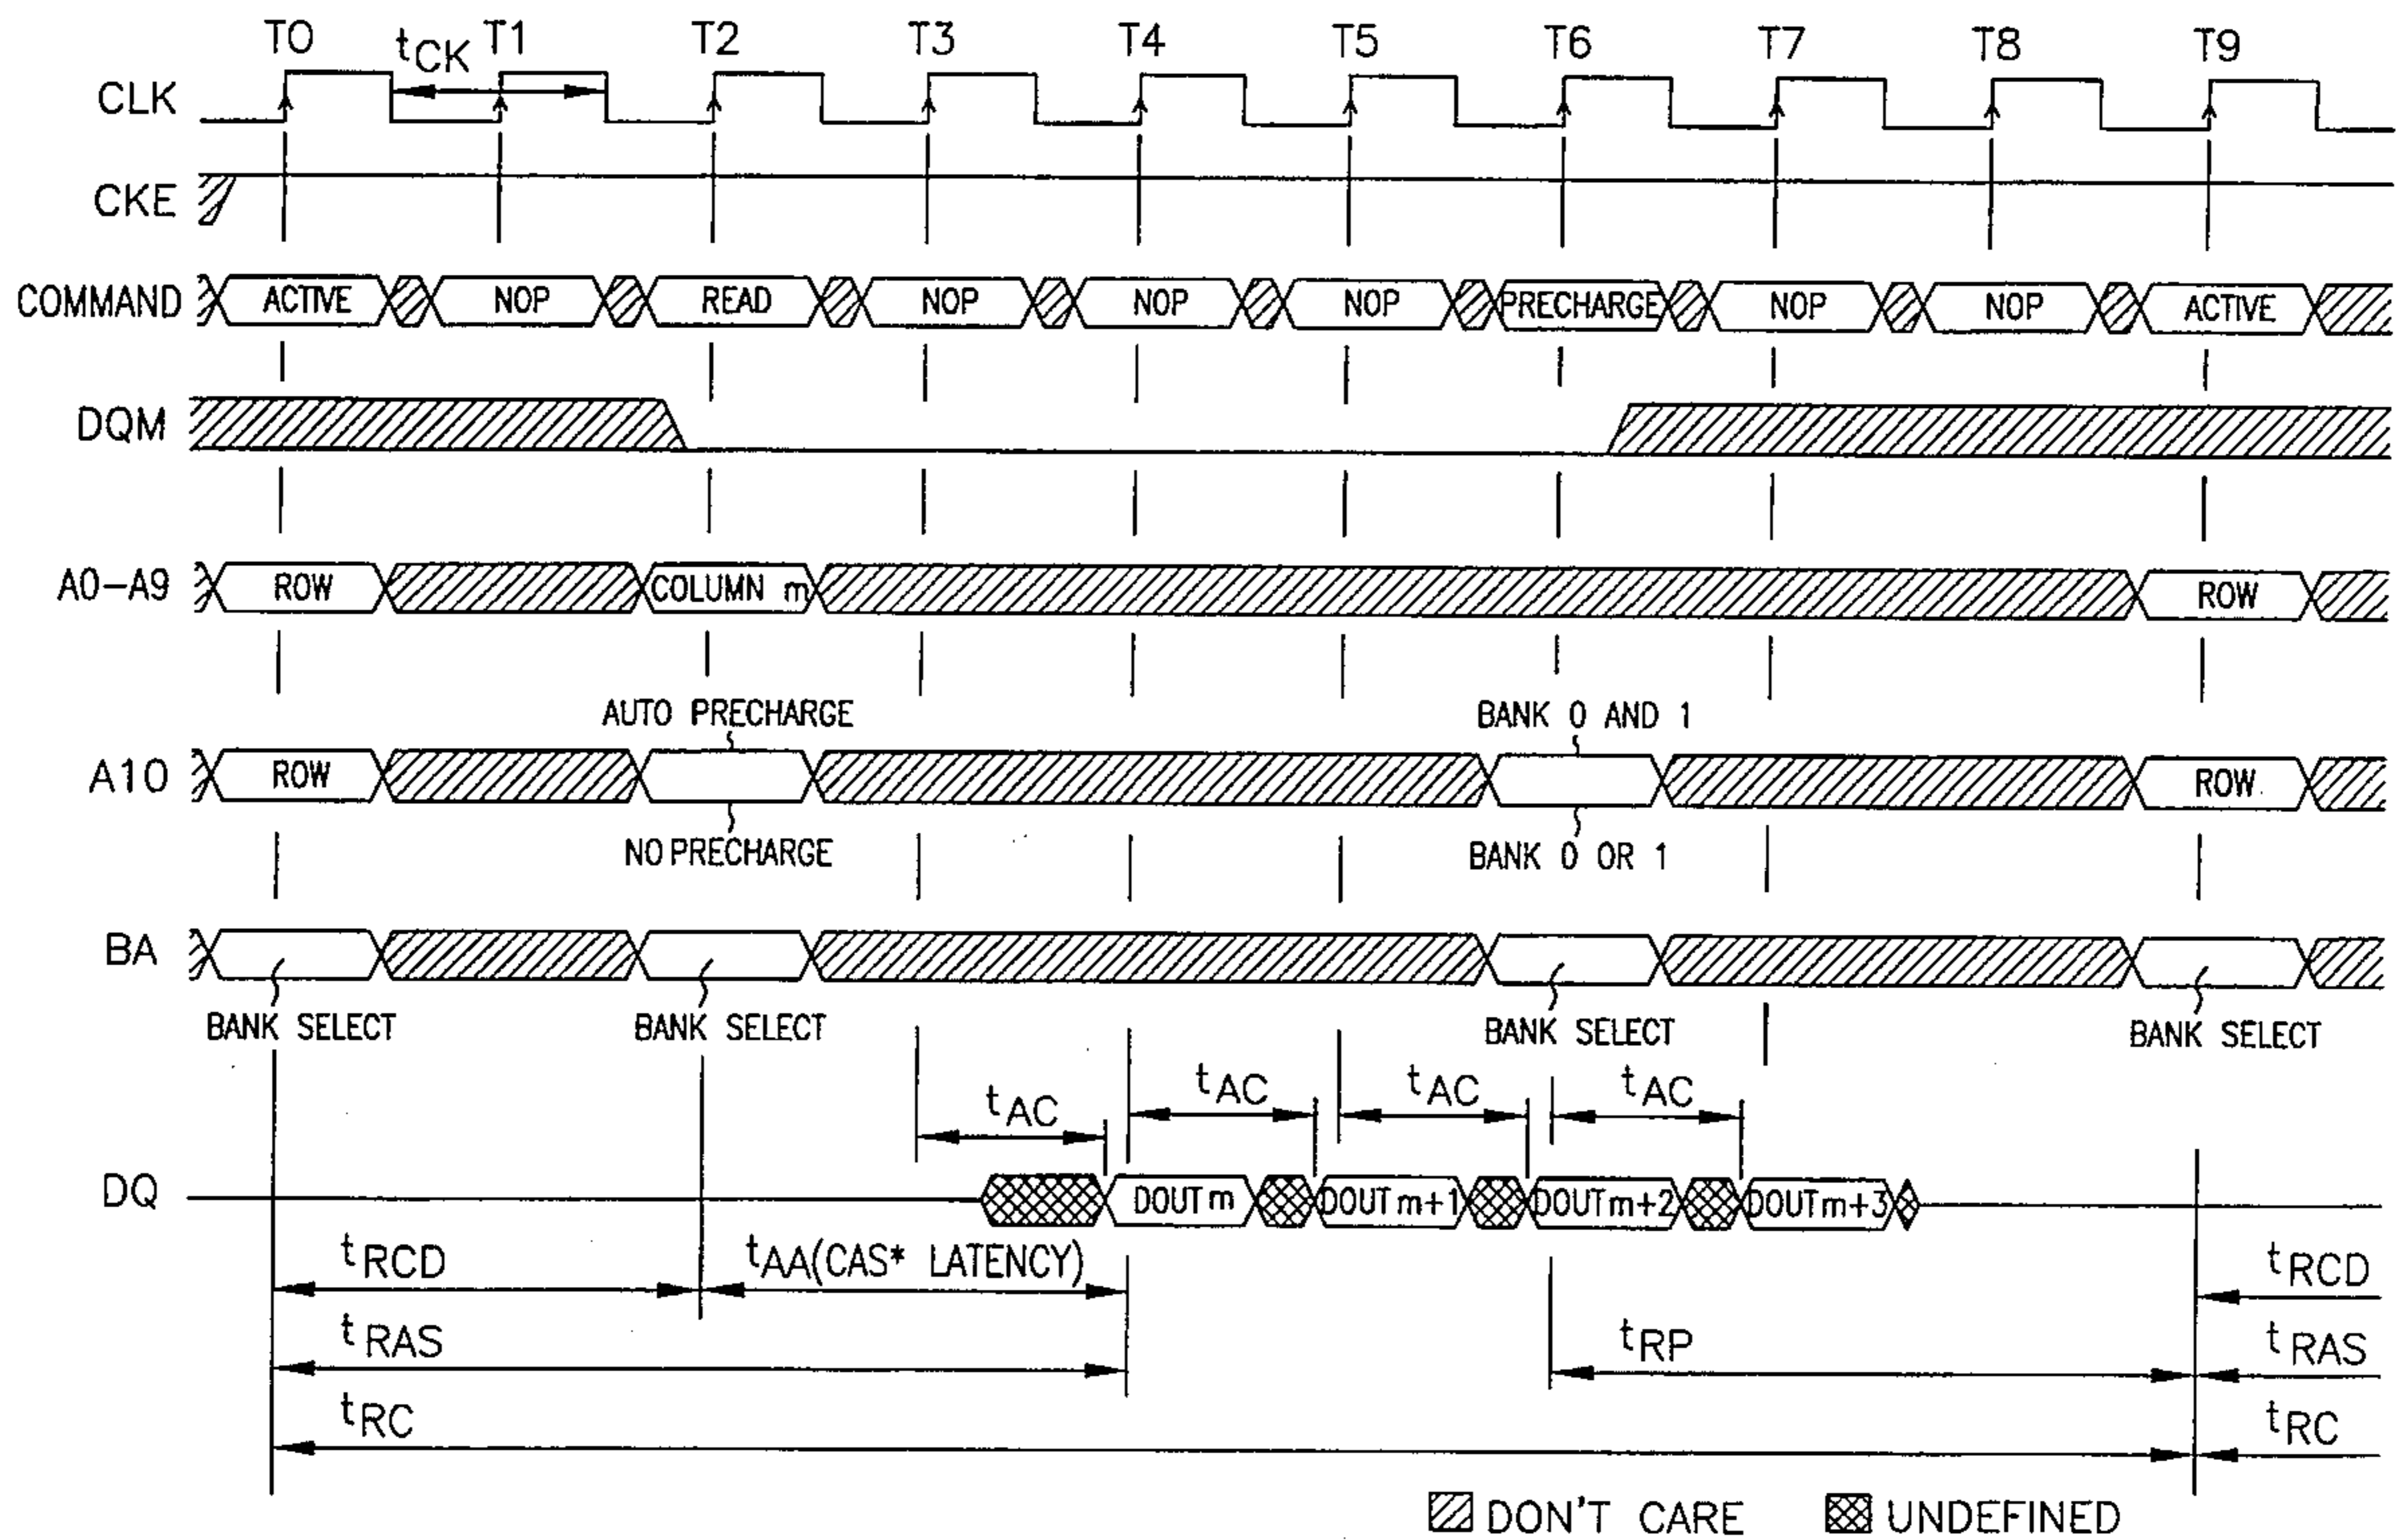 T0 tCK T1 T2 T3 T4 T5 T6 T7 T8 T9
CLK
CKE
COMMAND ACTIVE NOP READ NOP NOP NOP PRECHARGE NOP NOP ACTIVE
DQM
A0-A9 ROW COLUMN m ROW
AUTO PRECHARGE BANK 0 AND 1
A10 ROW ROW
NO PRECHARGE BANK 0 OR 1
BA
BANK SELECT BANK SELECT BANK SELECT BANK SELECT
tAC tAC tAC tAC
DQ DOUT m DOUT m+1 DOUT m+2 DOUT m+3
tRCD tAA(CAS* LATENCY) tRCD
tRAS tRP tRAS
tRC tRC
DON'T CARE UNDEFINED